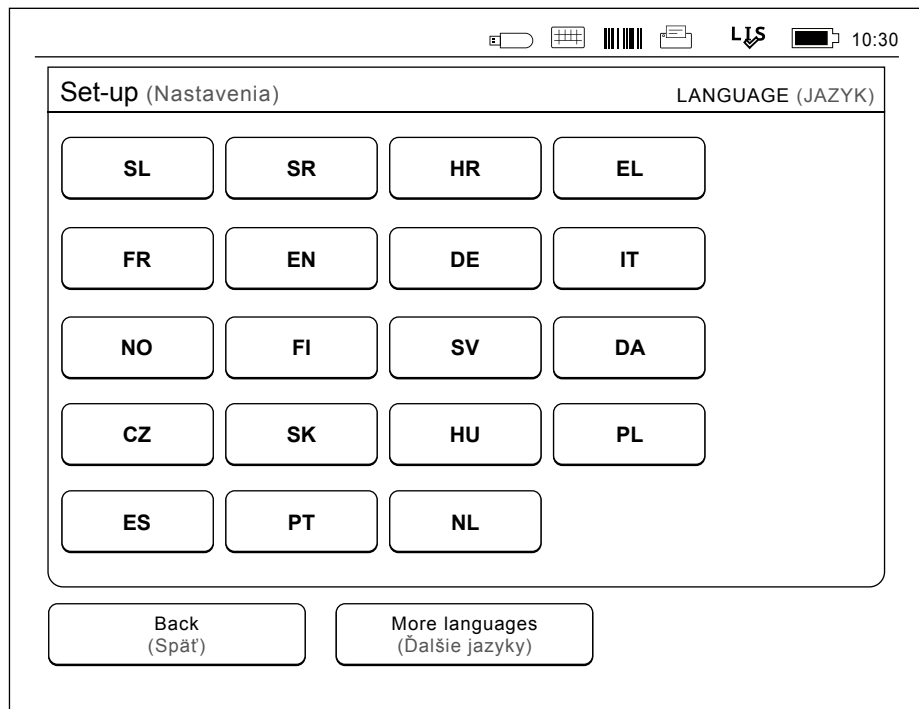 LIS 10:30
Set-up (Nastavenia) LANGUAGE (JAZYK)
SL SR HR EL
FR EN DE IT
NO FI SV DA
CZ SK HU PL
ES PT NL
Back More languages
(Späť) (Ďalšie jazyky)